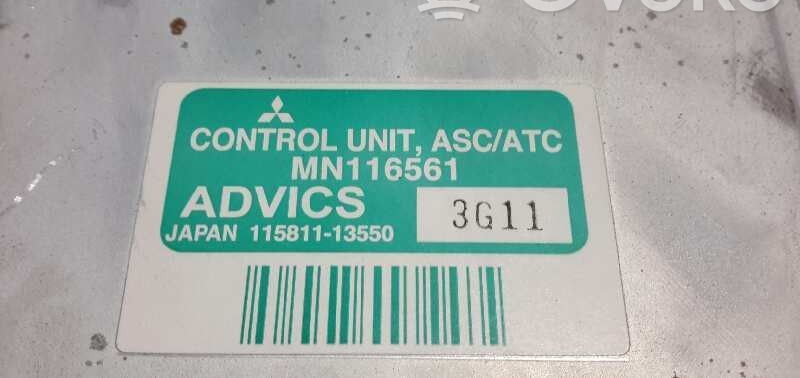 CONTROL UNIT, ASC/ATC
MN116561
ADVICS
3G11
JAPAN 115811-13550